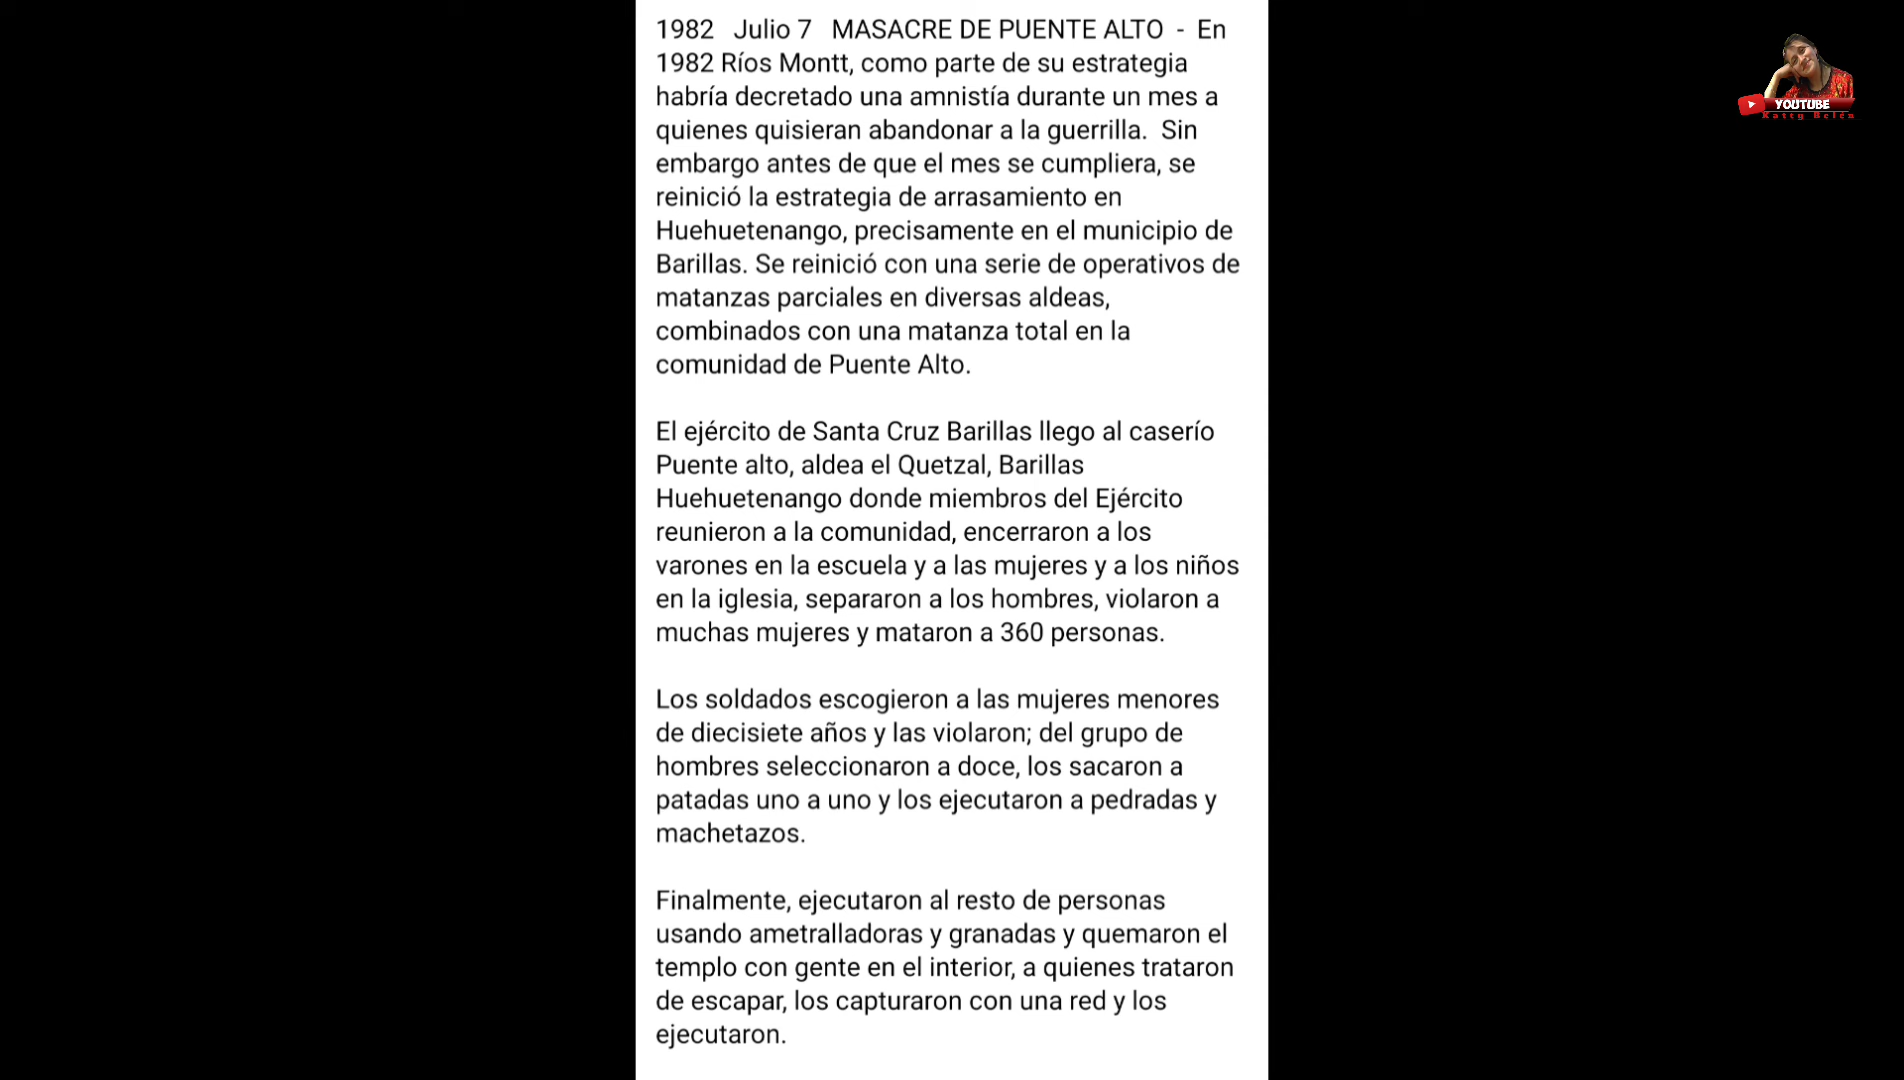 1982   Julio 7   MASACRE DE PUENTE ALTO  -  En
1982 Ríos Montt, como parte de su estrategia
habría decretado una amnistía durante un mes a
quienes quisieran abandonar a la guerrilla.  Sin
embargo antes de que el mes se cumpliera, se
reinició la estrategia de arrasamiento en
Huehuetenango, precisamente en el municipio de
Barillas. Se reinició con una serie de operativos de
matanzas parciales en diversas aldeas,
combinados con una matanza total en la
comunidad de Puente Alto.
El ejército de Santa Cruz Barillas llego al caserío
Puente alto, aldea el Quetzal, Barillas
Huehuetenango donde miembros del Ejército
reunieron a la comunidad, encerraron a los
varones en la escuela y a las mujeres y a los niños
en la iglesia, separaron a los hombres, violaron a
muchas mujeres y mataron a 360 personas.
Los soldados escogieron a las mujeres menores
de diecisiete años y las violaron; del grupo de
hombres seleccionaron a doce, los sacaron a
patadas uno a uno y los ejecutaron a pedradas y
machetazos.
Finalmente, ejecutaron al resto de personas
usando ametralladoras y granadas y quemaron el
templo con gente en el interior, a quienes trataron
de escapar, los capturaron con una red y los
ejecutaron.
YOUTUBE
Katty Belén